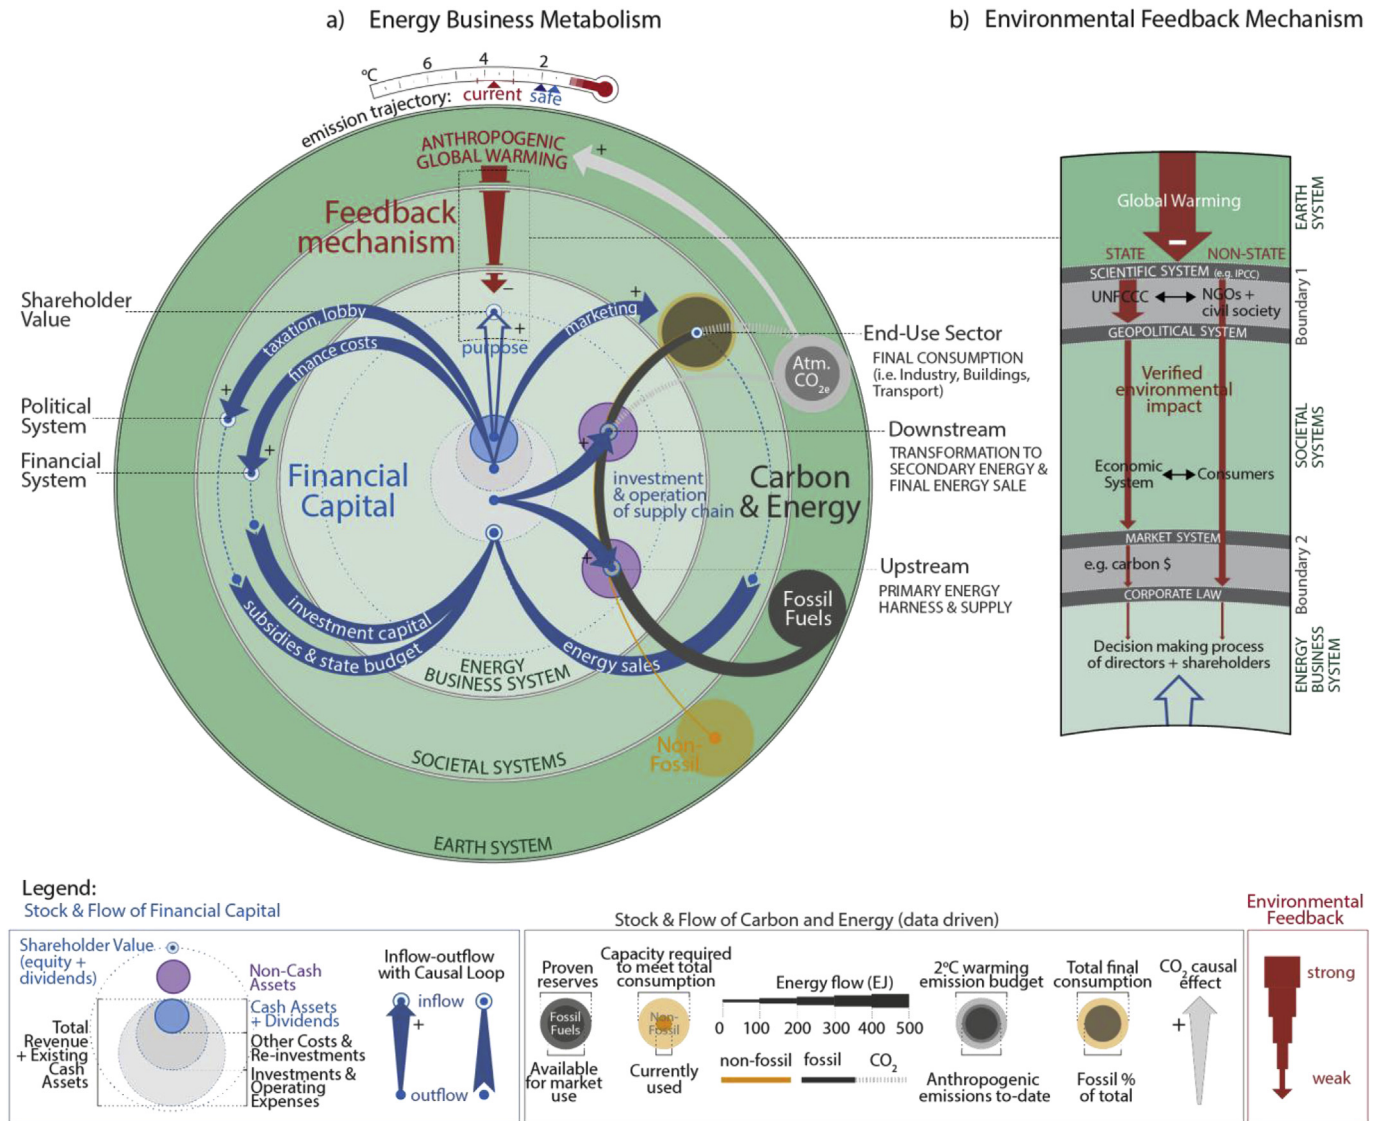 a) Energy Business Metabolism
b) Environmental Feedback Mechanism
°C 6 4 2
emission trajectory: current safe
ANTHROPOGENIC
GLOBAL WARMING
+
Feedback
mechanism
−
Shareholder
Value
taxation, lobby
finance costs
+
purpose
marketing
+
+
Political
System
+
Financial
System
Financial
Capital
+
investment
& operation
of supply chain
+
Carbon
& Energy
Atm.
CO2e
End-Use Sector
FINAL CONSUMPTION
(i.e. Industry, Buildings,
Transport)
Downstream
TRANSFORMATION TO
SECONDARY ENERGY &
FINAL ENERGY SALE
Upstream
PRIMARY ENERGY
HARNESS & SUPPLY
Fossil
Fuels
investment capital
subsidies & state budget
energy sales
ENERGY
BUSINESS SYSTEM
Non-
Fossil
SOCIETAL SYSTEMS
EARTH SYSTEM
Global Warming
−
STATE NON-STATE
SCIENTIFIC SYSTEM (e.g. IPCC)
UNFCCC NGOs +
civil society
GEOPOLITICAL SYSTEM
Verified
environmental
impact
Economic
System
Consumers
MARKET SYSTEM
e.g. carbon $
CORPORATE LAW
Decision making process
of directors + shareholders
EARTH
SYSTEM
Boundary 1
SOCIETAL
SYSTEMS
Boundary 2
ENERGY
BUSINESS
SYSTEM
Legend:
Stock & Flow of Financial Capital
Shareholder Value
(equity +
dividends)
Non-Cash
Assets
Cash Assets
+ Dividends
Other Costs &
Re-investments
Investments &
Operating
Expenses
Total
Revenue
+ Existing
Cash
Assets
Inflow-outflow
with Causal Loop
inflow
+
outflow
Stock & Flow of Carbon and Energy (data driven)
Proven
reserves
Fossil
Fuels
Available
for market
use
Capacity required
to meet total
consumption
Non-
Fossil
Currently
used
Energy flow (EJ)
0 100 200 300 400 500
non-fossil fossil CO2
2°C warming
emission budget
Anthropogenic
emissions to-date
Total final
consumption
Fossil %
of total
CO2 causal
effect
+
Environmental
Feedback
strong
weak